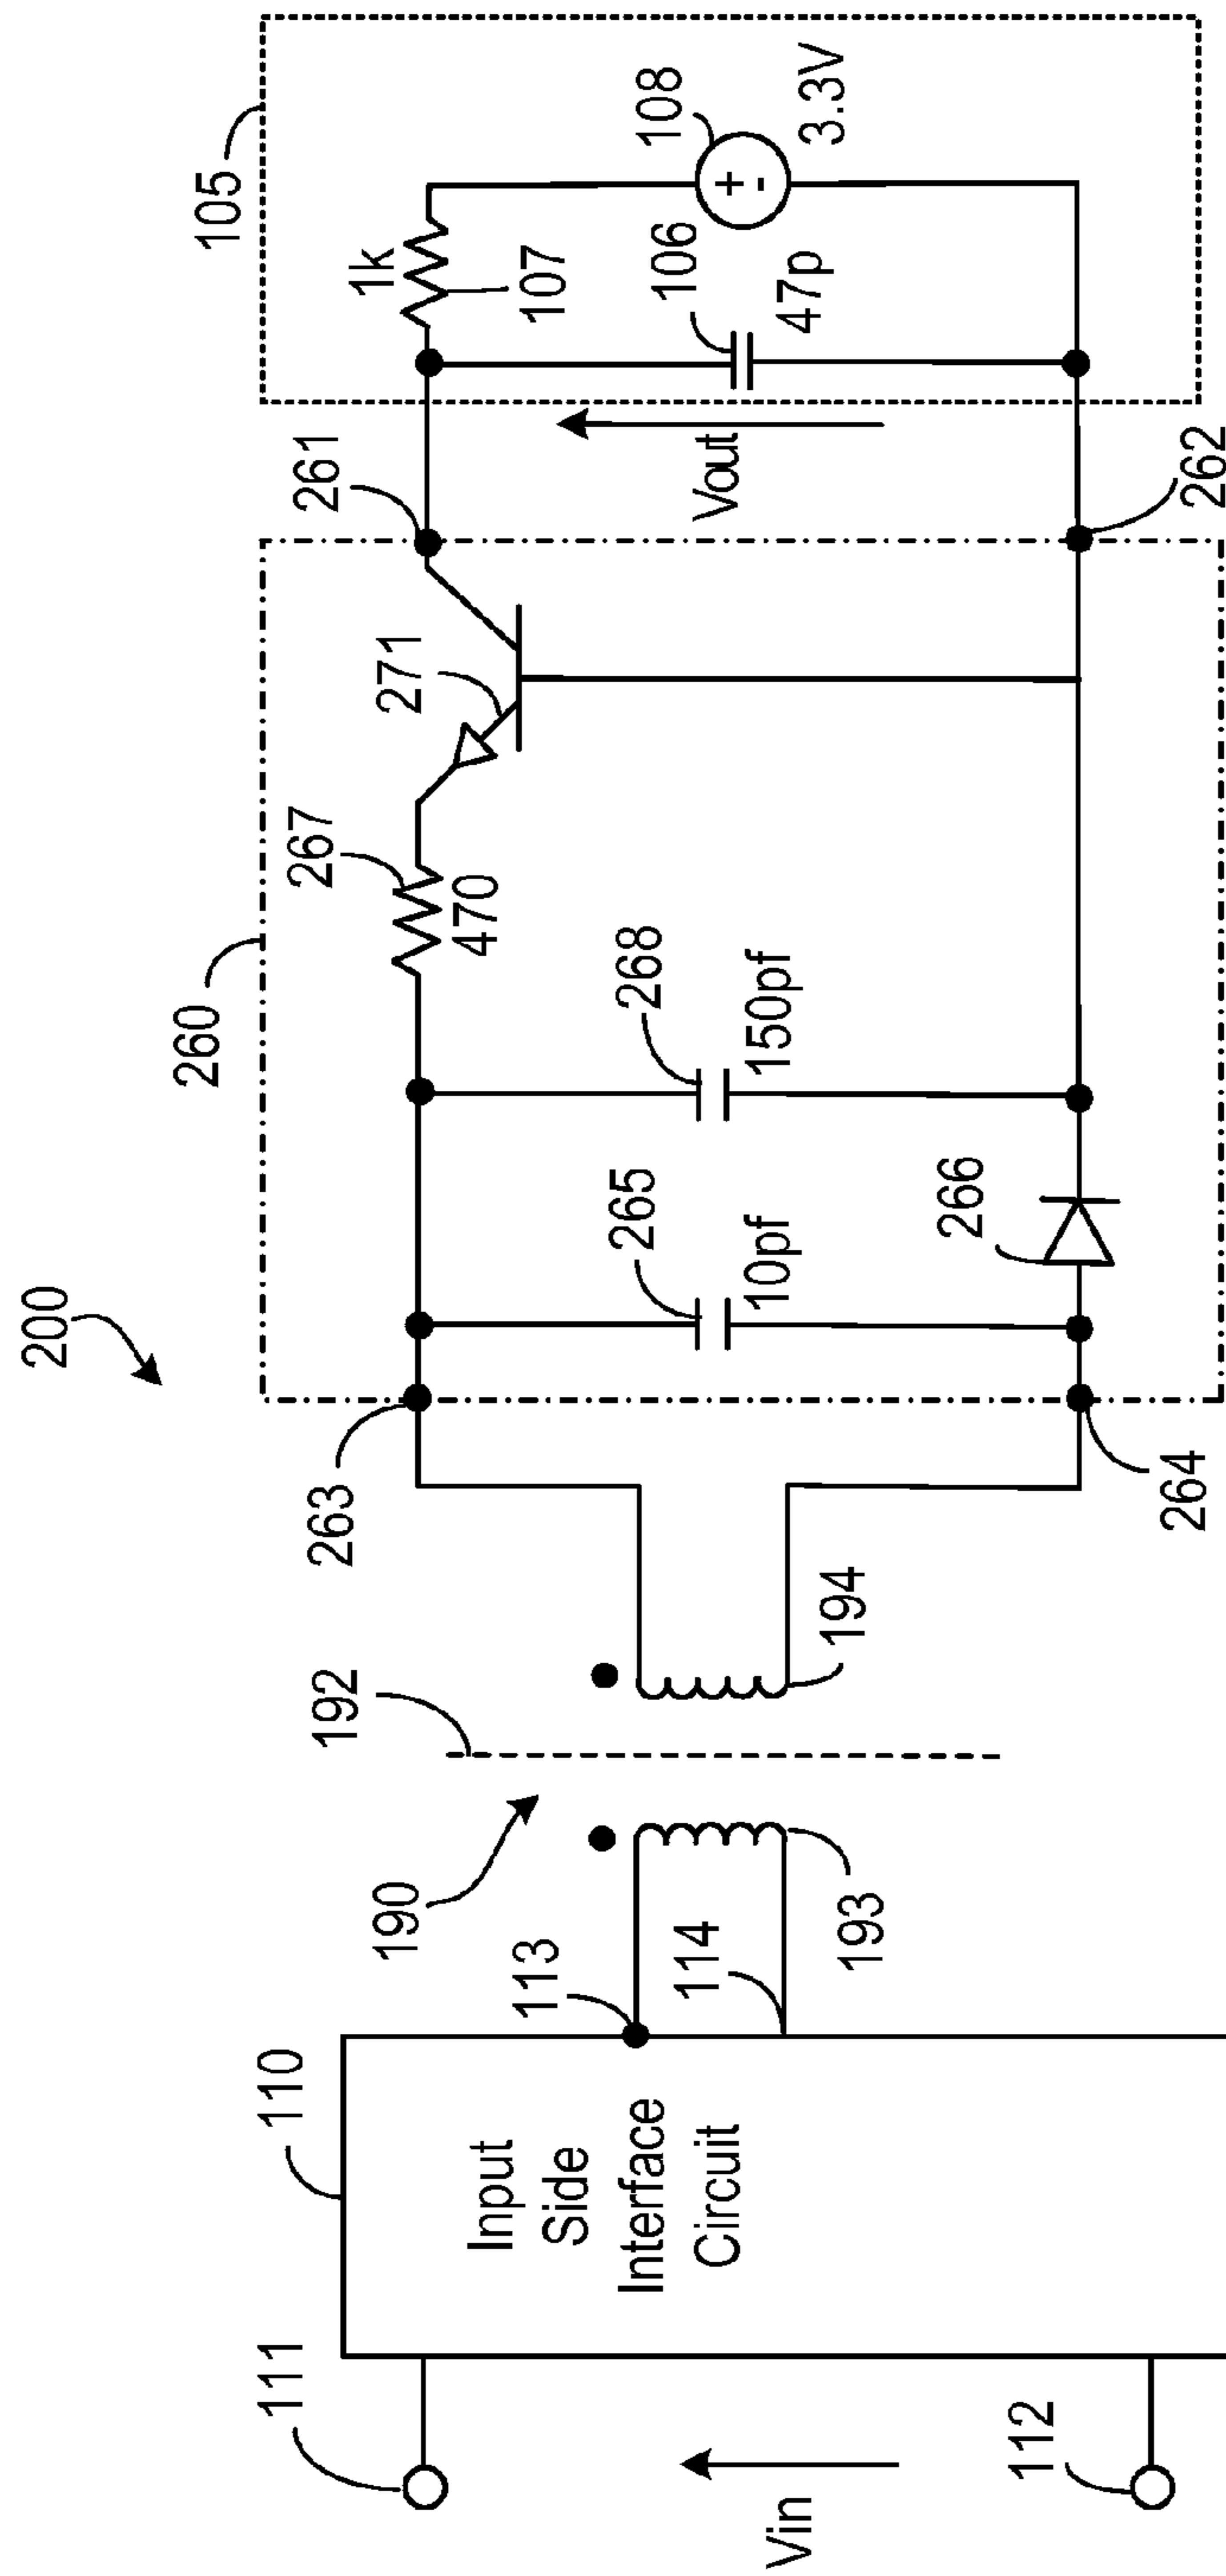 200
111
110
Input
Side
Interface
Circuit
Vin
112
113
114
190
192
193
194
263
264
260
265
10pf
266
268
150pf
267
470
271
261
262
Vout
105
1k
107
106
47p
108
+
-
3.3V